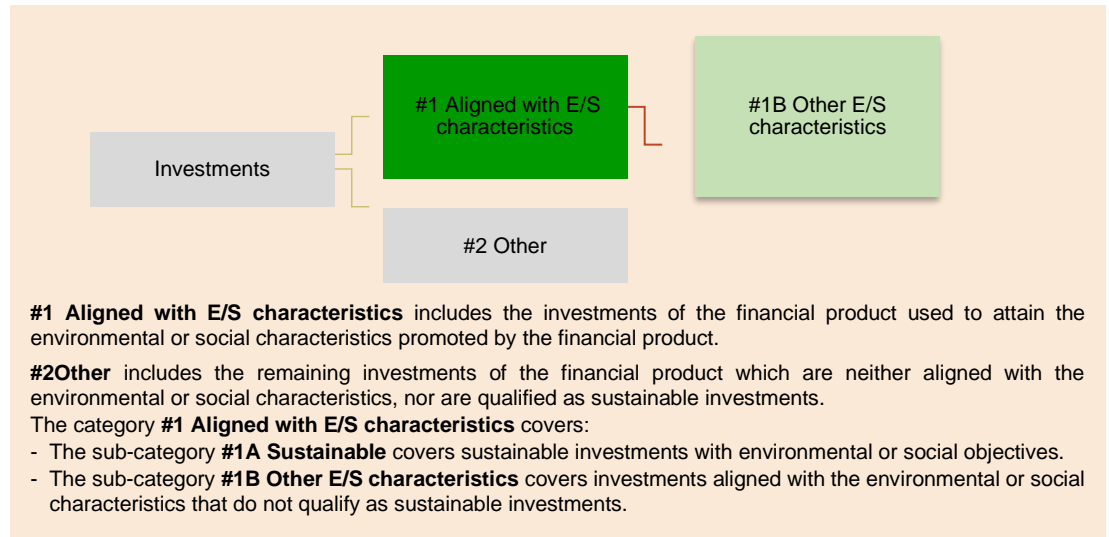 #1 Aligned with E/S
characteristics
#1B Other E/S
characteristics
Investments
#2 Other
#1 Aligned with E/S characteristics includes the investments of the financial product used to attain the
environmental or social characteristics promoted by the financial product.
#2Other includes the remaining investments of the financial product which are neither aligned with the
environmental or social characteristics, nor are qualified as sustainable investments.
The category #1 Aligned with E/S characteristics covers:
- The sub-category #1A Sustainable covers sustainable investments with environmental or social objectives.
- The sub-category #1B Other E/S characteristics covers investments aligned with the environmental or social
characteristics that do not qualify as sustainable investments.